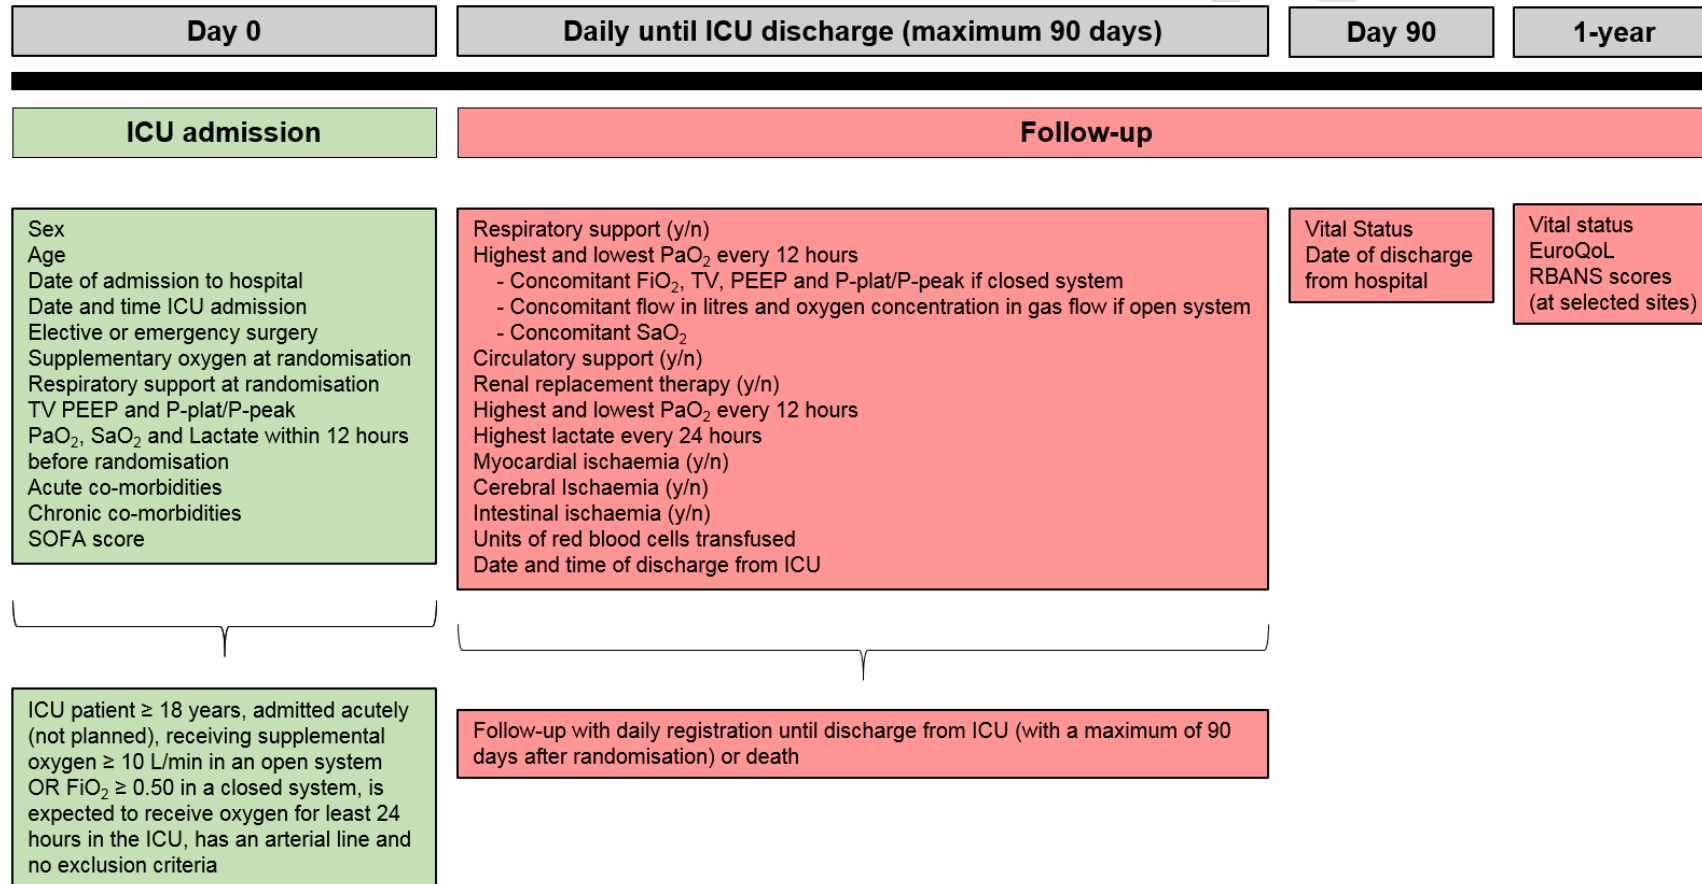 Day 0
Daily until ICU discharge (maximum 90 days)
Day 90
1-year
ICU admission
Follow-up
Sex
Age
Date of admission to hospital
Date and time ICU admission
Elective or emergency surgery
Supplementary oxygen at randomisation
Respiratory support at randomisation
TV PEEP and P-plat/P-peak
PaO₂, SaO₂ and Lactate within 12 hours
before randomisation
Acute co-morbidities
Chronic co-morbidities
SOFA score
Respiratory support (y/n)
Highest and lowest PaO₂ every 12 hours
- Concomitant FiO₂, TV, PEEP and P-plat/P-peak if closed system
- Concomitant flow in litres and oxygen concentration in gas flow if open system
- Concomitant SaO₂
Circulatory support (y/n)
Renal replacement therapy (y/n)
Highest and lowest PaO₂ every 12 hours
Highest lactate every 24 hours
Myocardial ischaemia (y/n)
Cerebral Ischaemia (y/n)
Intestinal ischaemia (y/n)
Units of red blood cells transfused
Date and time of discharge from ICU
Vital Status
Date of discharge
from hospital
Vital status
EuroQoL
RBANS scores
(at selected sites)
ICU patient ≥ 18 years, admitted acutely
(not planned), receiving supplemental
oxygen ≥ 10 L/min in an open system
OR FiO₂ ≥ 0.50 in a closed system, is
expected to receive oxygen for least 24
hours in the ICU, has an arterial line and
no exclusion criteria
Follow-up with daily registration until discharge from ICU (with a maximum of 90
days after randomisation) or death